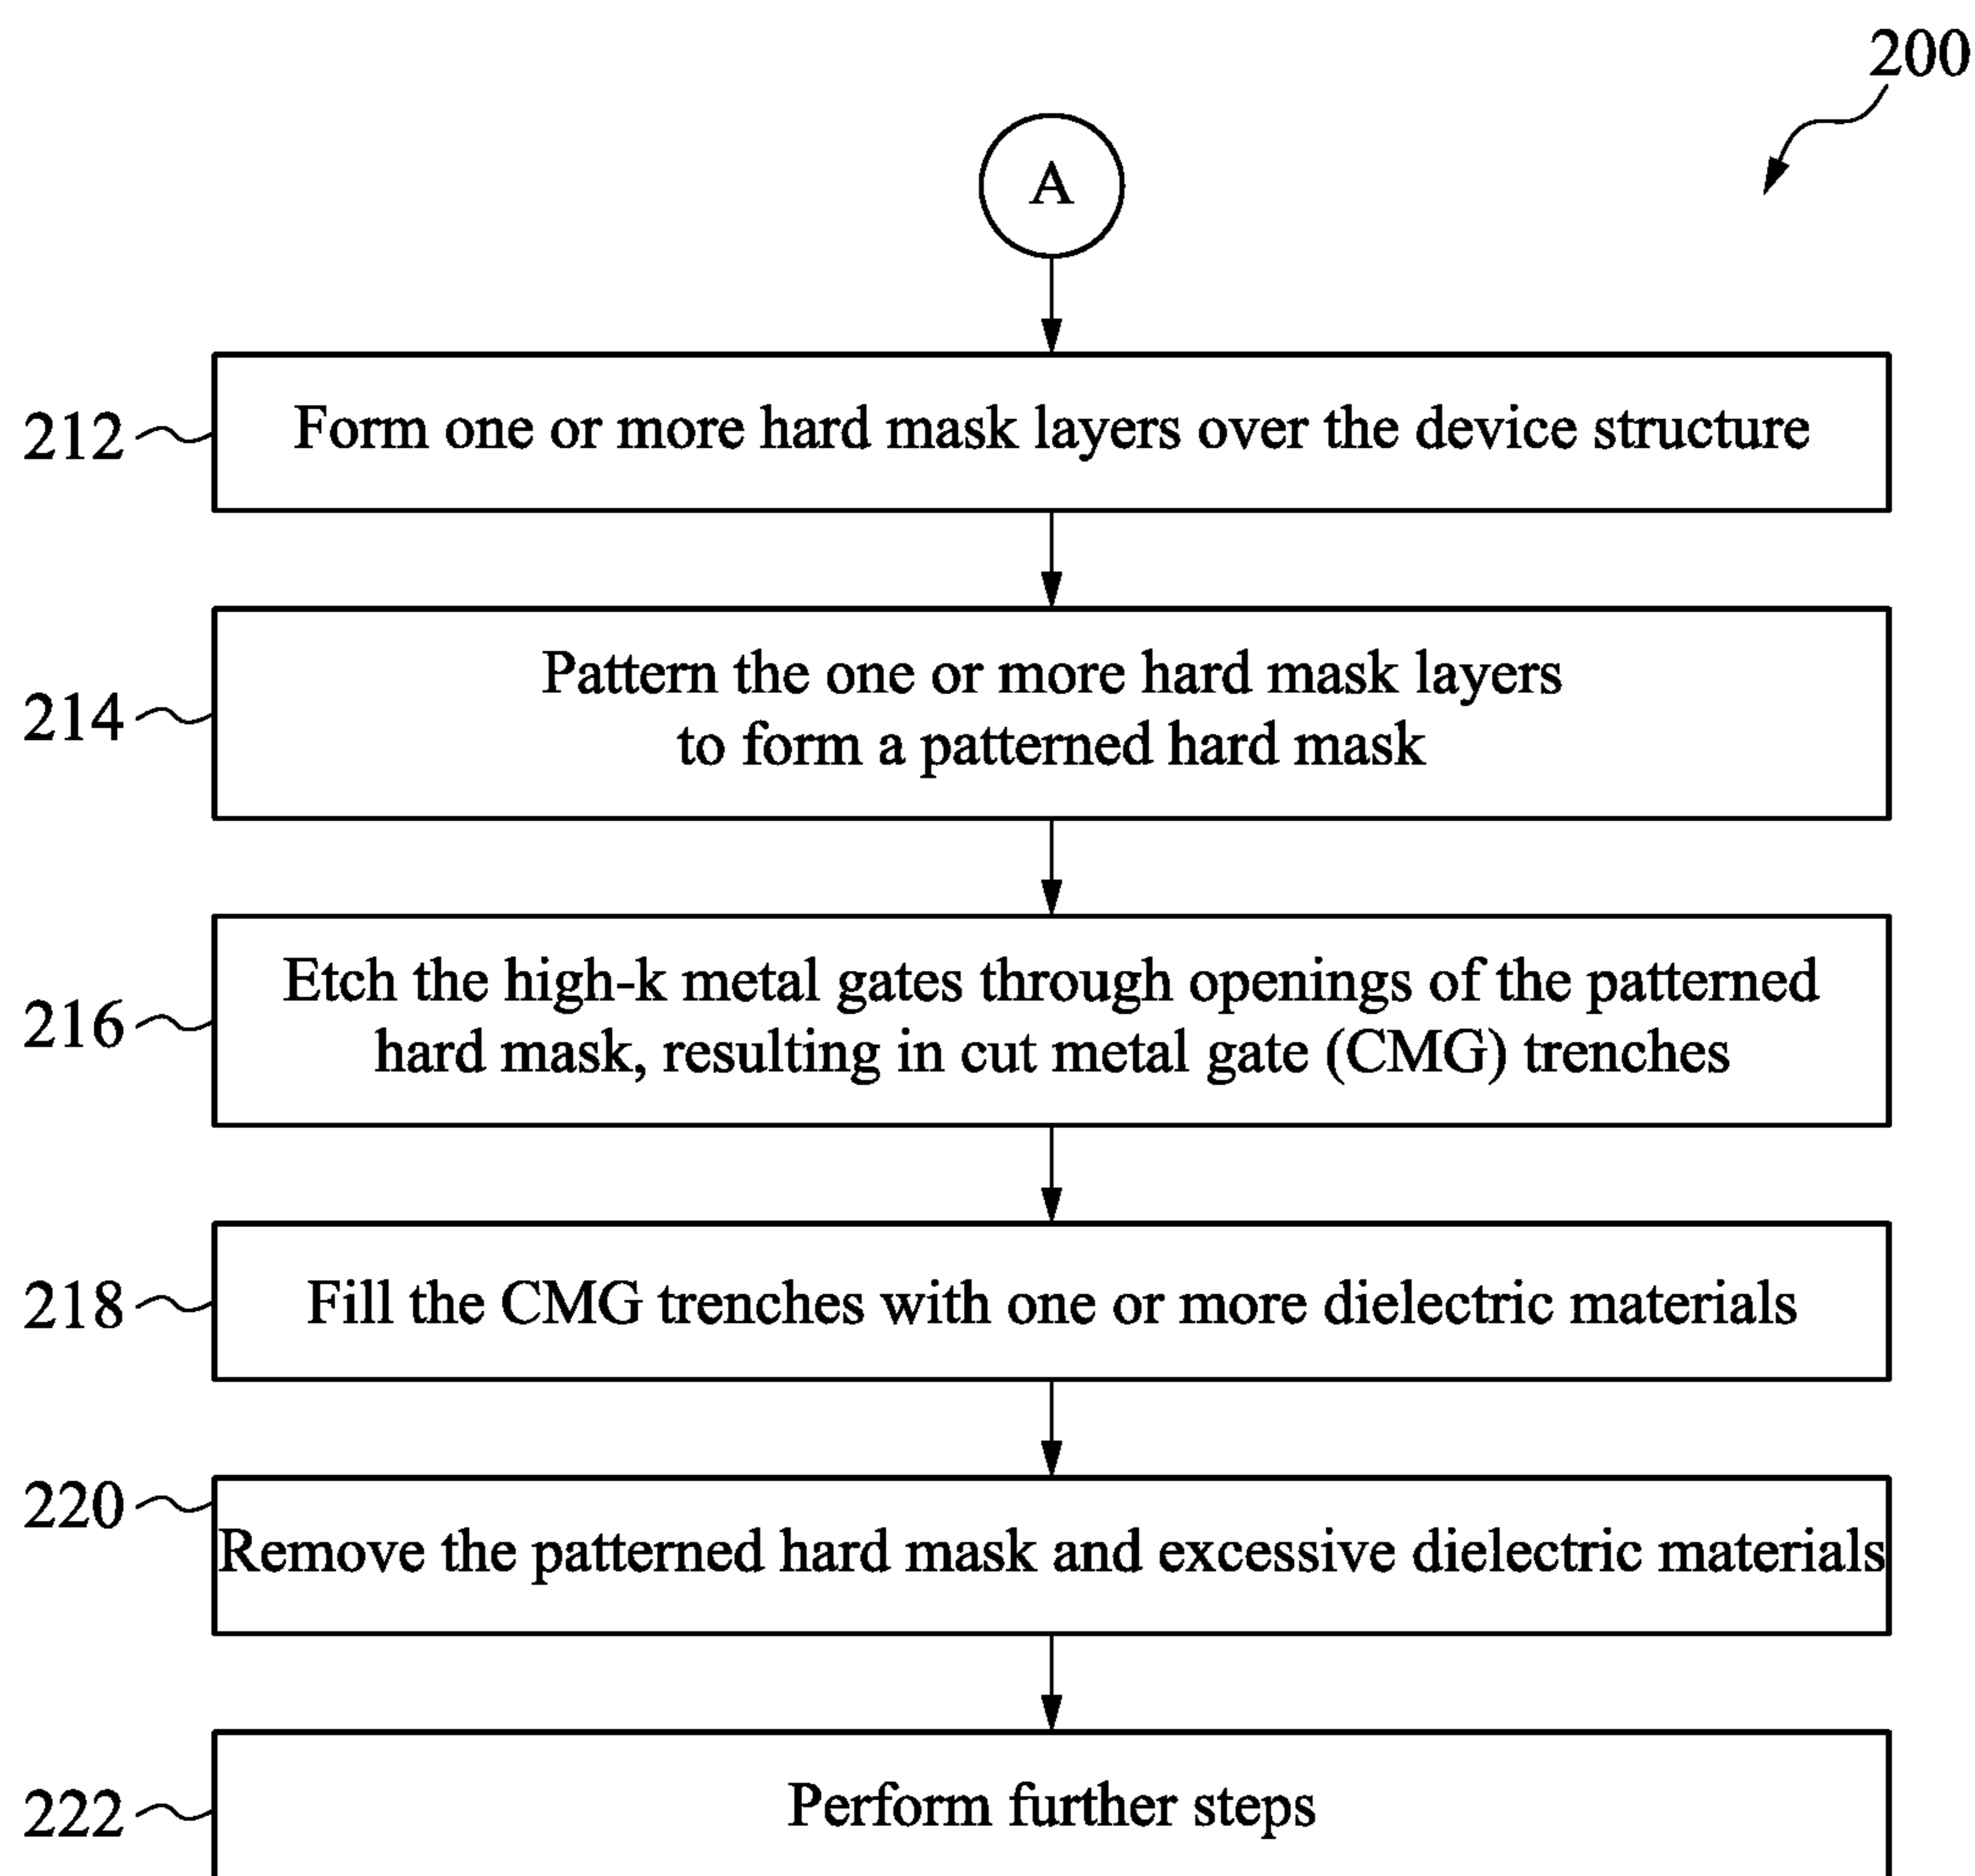 200
A
212
Form one or more hard mask layers over the device structure
214
Pattern the one or more hard mask layers
to form a patterned hard mask
216
Etch the high-k metal gates through openings of the patterned
hard mask, resulting in cut metal gate (CMG) trenches
218
Fill the CMG trenches with one or more dielectric materials
220
Remove the patterned hard mask and excessive dielectric materials
222
Perform further steps